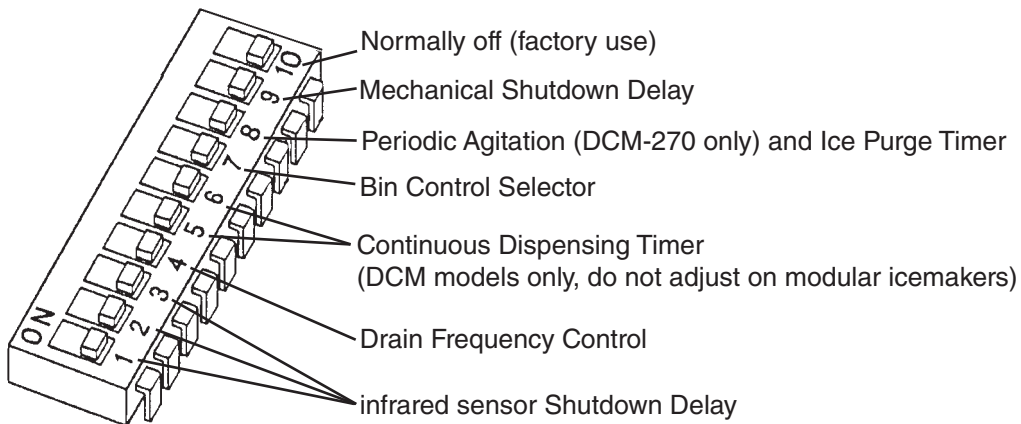 Normally off (factory use)
10
Mechanical Shutdown Delay
9
Periodic Agitation (DCM-270 only) and Ice Purge Timer
8
Bin Control Selector
7
6
Continuous Dispensing Timer
5
(DCM models only, do not adjust on modular icemakers)
4
Drain Frequency Control
3
2
ON
1
infrared sensor Shutdown Delay